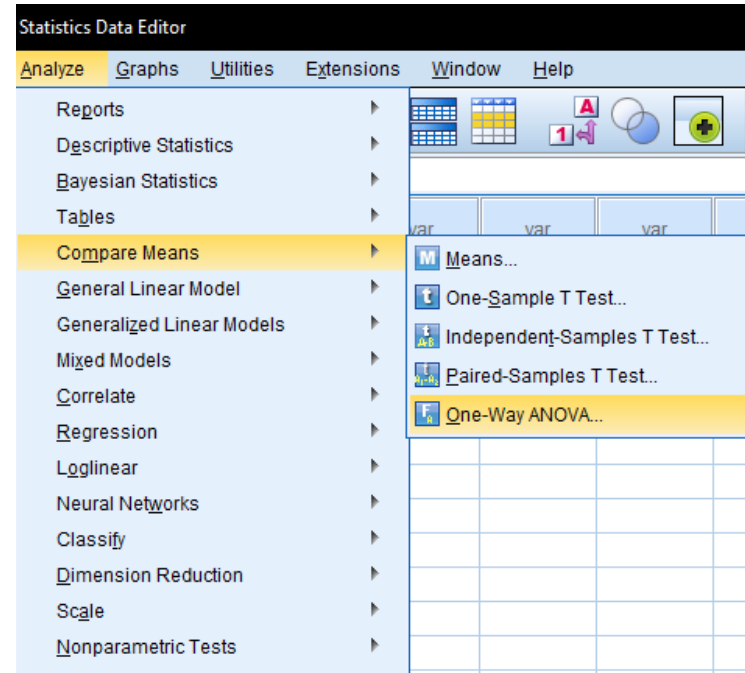 Statistics Data Editor
Analyze Graphs Utilities Extensions Window Help
Reports
Descriptive Statistics
Bayesian Statistics
Tables
var var var
Compare Means
M Means...
General Linear Model
t One-Sample T Test...
Generalized Linear Models
Independent-Samples T Test...
Mixed Models
Paired-Samples T Test...
Correlate
One-Way ANOVA...
Regression
Loglinear
Neural Networks
Classify
Dimension Reduction
Scale
Nonparametric Tests
A
1